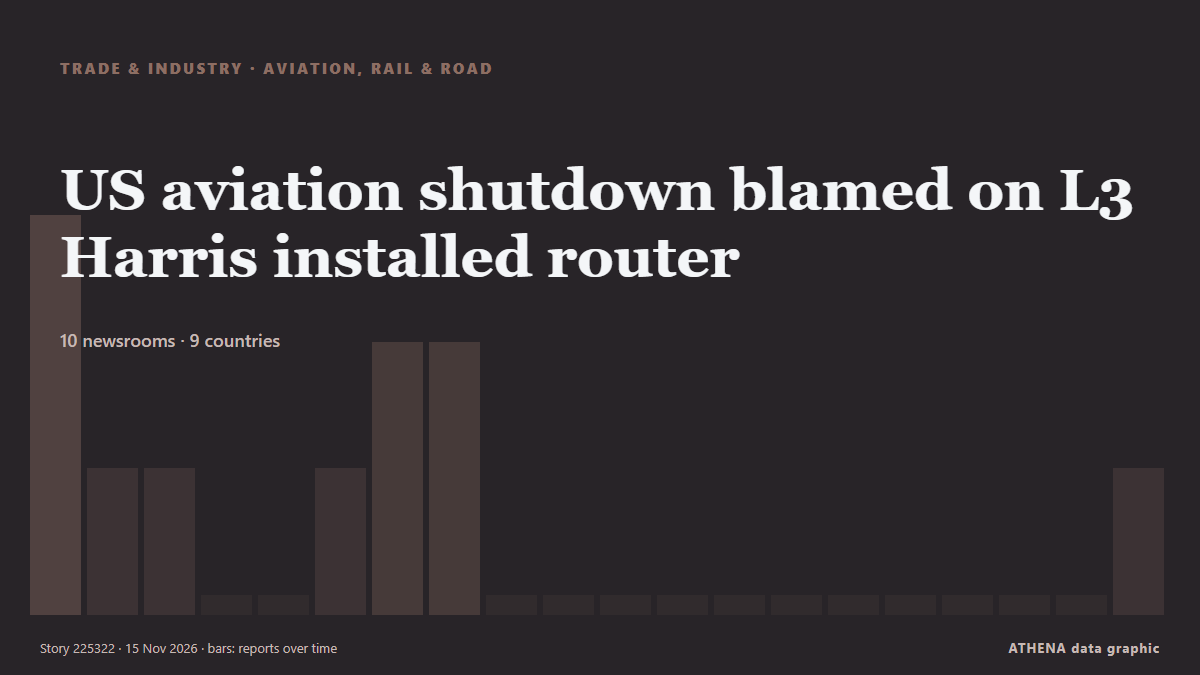 TRADE & INDUSTRY · AVIATION, RAIL & ROAD
US aviation shutdown blamed on L3
Harris installed router
10 newsrooms · 9 countries
Story 225322 · 15 Nov 2026 · bars: reports over time
ATHENA data graphic